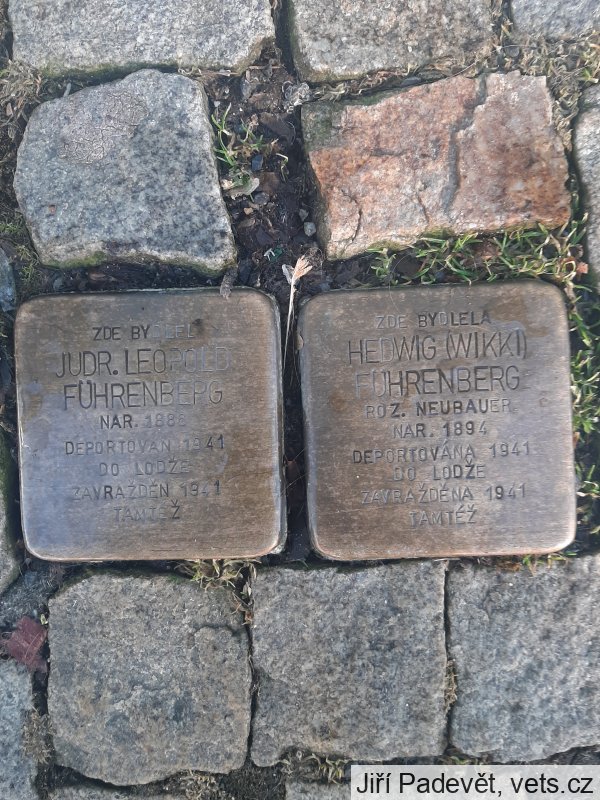 ZDE BYDLEL
JUDR. LEOPOLD
FÜHRENBERG
NAR. 1886
DEPORTOVÁN 1941
DO LODŽE
ZAVRAŽDĚN 1941
TAMTÉŽ
ZDE BYDLELA
HEDWIG (WIKKI)
FÜHRENBERG
ROZ. NEUBAUER
NAR. 1894
DEPORTOVÁNA 1941
DO LODŽE
ZAVRAŽDĚNA 1941
TAMTÉŽ
Jiří Padevět, vets.cz